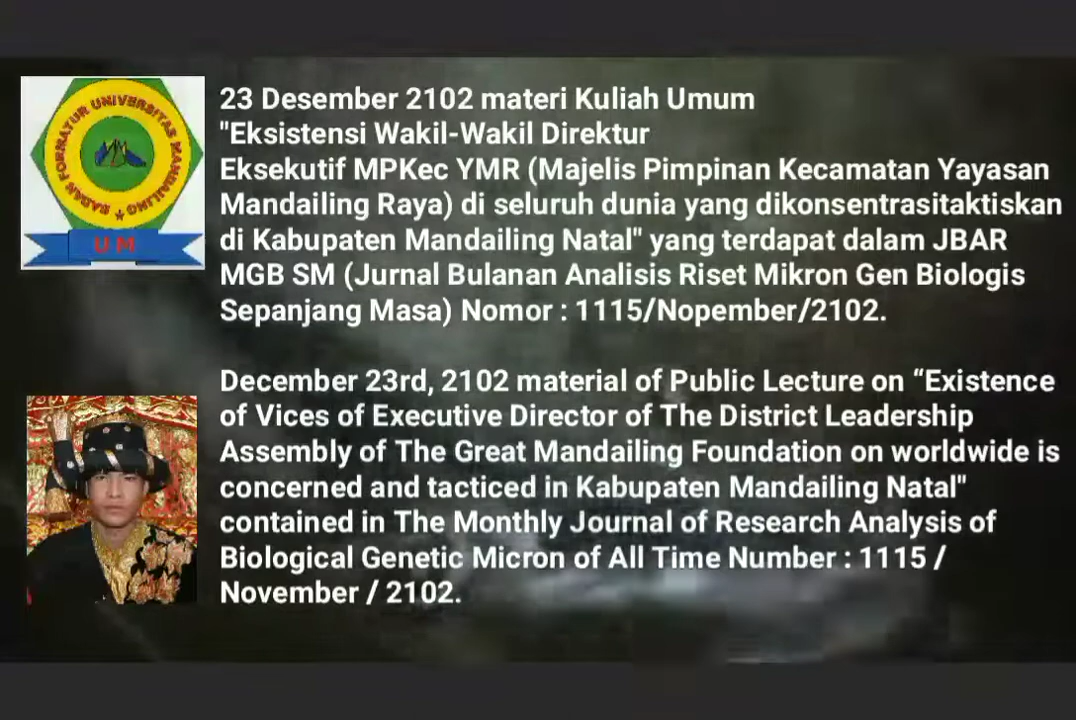 BADAN FORMATUR UNIVERSITAS MANDAILING
UM
23 Desember 2102 materi Kuliah Umum
"Eksistensi Wakil-Wakil Direktur
Eksekutif MPKec YMR (Majelis Pimpinan Kecamatan Yayasan
Mandailing Raya) di seluruh dunia yang dikonsentrasitaktiskan
di Kabupaten Mandailing Natal" yang terdapat dalam JBAR
MGB SM (Jurnal Bulanan Analisis Riset Mikron Gen Biologis
Sepanjang Masa) Nomor : 1115/Nopember/2102.
December 23rd, 2102 material of Public Lecture on “Existence
of Vices of Executive Director of The District Leadership
Assembly of The Great Mandailing Foundation on worldwide is
concerned and tacticed in Kabupaten Mandailing Natal"
contained in The Monthly Journal of Research Analysis of
Biological Genetic Micron of All Time Number : 1115 /
November / 2102.